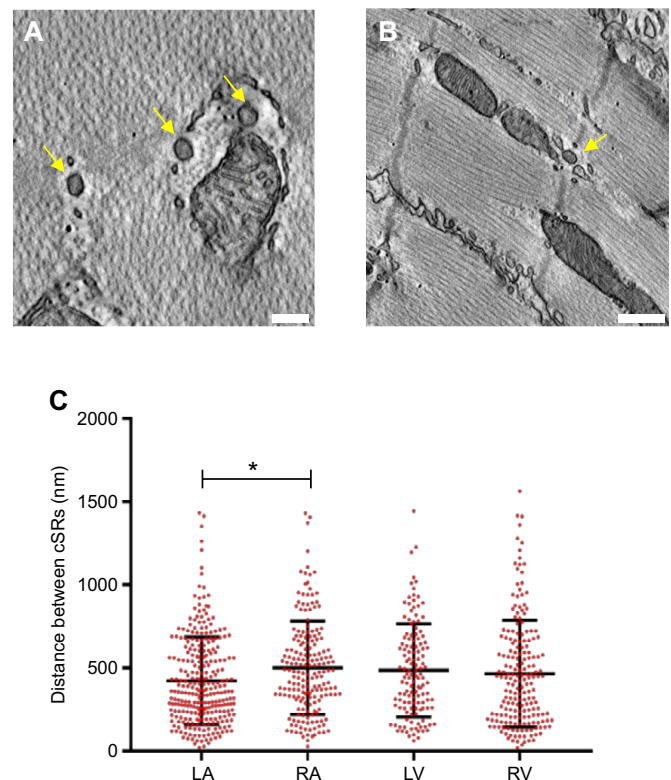 A
B
C
Distance between cSRs (nm)
2000
1500
1000
500
0
*
LA RA LV RV